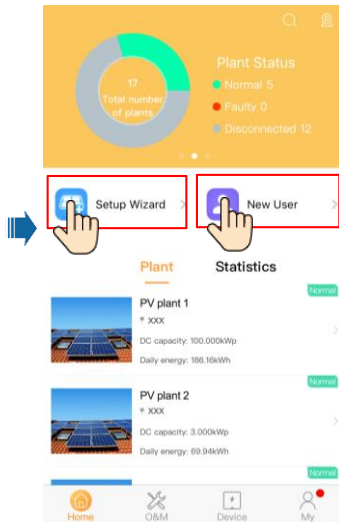 Plant Status
17
Total number
of plants
Normal 5
Faulty 0
Disconnected 12
Setup Wizard
New User
Plant
Statistics
Normal
PV plant 1
XXX
DC capacity: 100.000kWp
Daily energy: 186.16kWh
Normal
PV plant 2
XXX
DC capacity: 3.000kWp
Daily energy: 69.94kWh
Normal
Home
O&M
Device
My